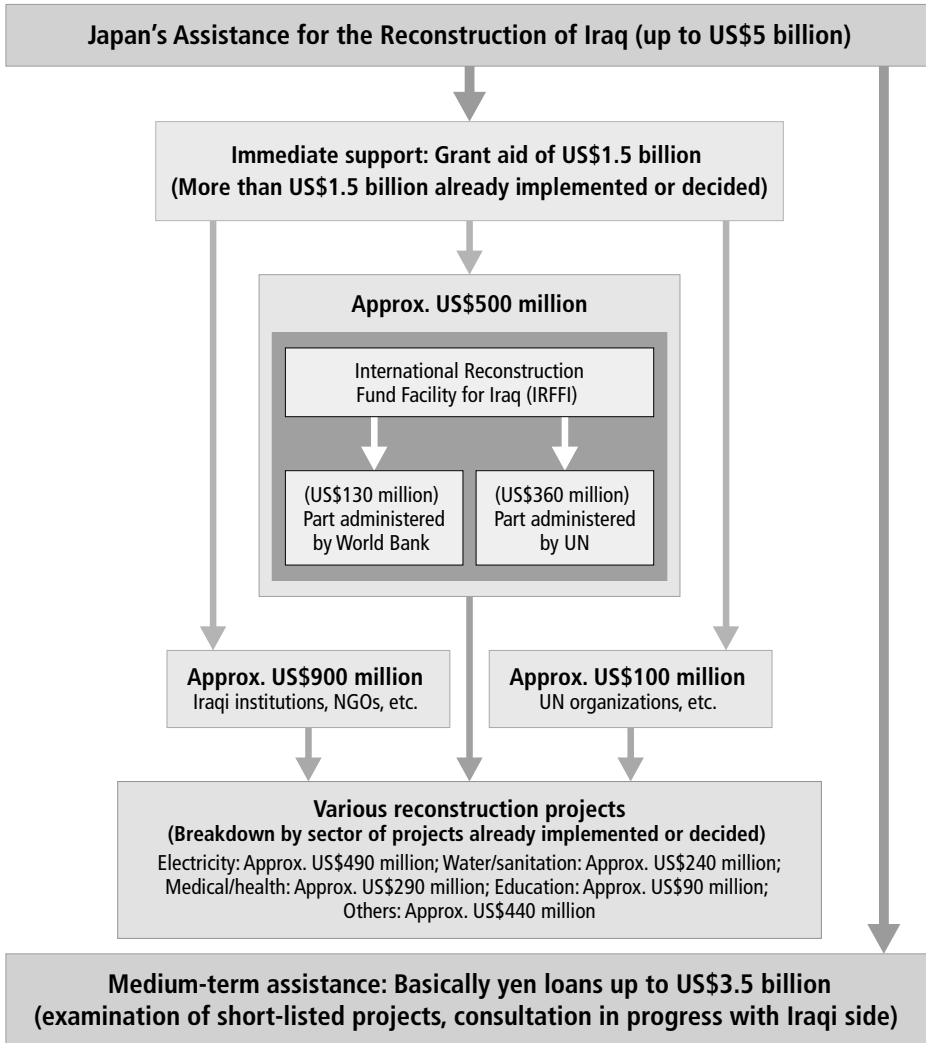 Japan’s Assistance for the Reconstruction of Iraq (up to US$5 billion)
Immediate support: Grant aid of US$1.5 billion
(More than US$1.5 billion already implemented or decided)
Approx. US$500 million
International Reconstruction
Fund Facility for Iraq (IRFFI)
(US$130 million)
Part administered
by World Bank
(US$360 million)
Part administered
by UN
Approx. US$900 million
Iraqi institutions, NGOs, etc.
Approx. US$100 million
UN organizations, etc.
Various reconstruction projects
(Breakdown by sector of projects already implemented or decided)
Electricity: Approx. US$490 million; Water/sanitation: Approx. US$240 million;
Medical/health: Approx. US$290 million; Education: Approx. US$90 million;
Others: Approx. US$440 million
Medium-term assistance: Basically yen loans up to US$3.5 billion
(examination of short-listed projects, consultation in progress with Iraqi side)